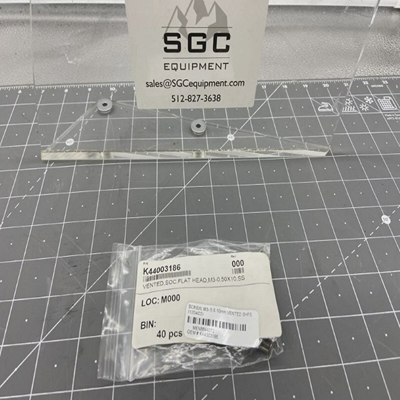 SGC
EQUIPMENT
sales@SGCequipment.com
512-827-3638
K44003186
000
VENTED,SOC,FLAT HEAD,M3-0.50X10,SS
LOC: M000
BIN:
40 pcs